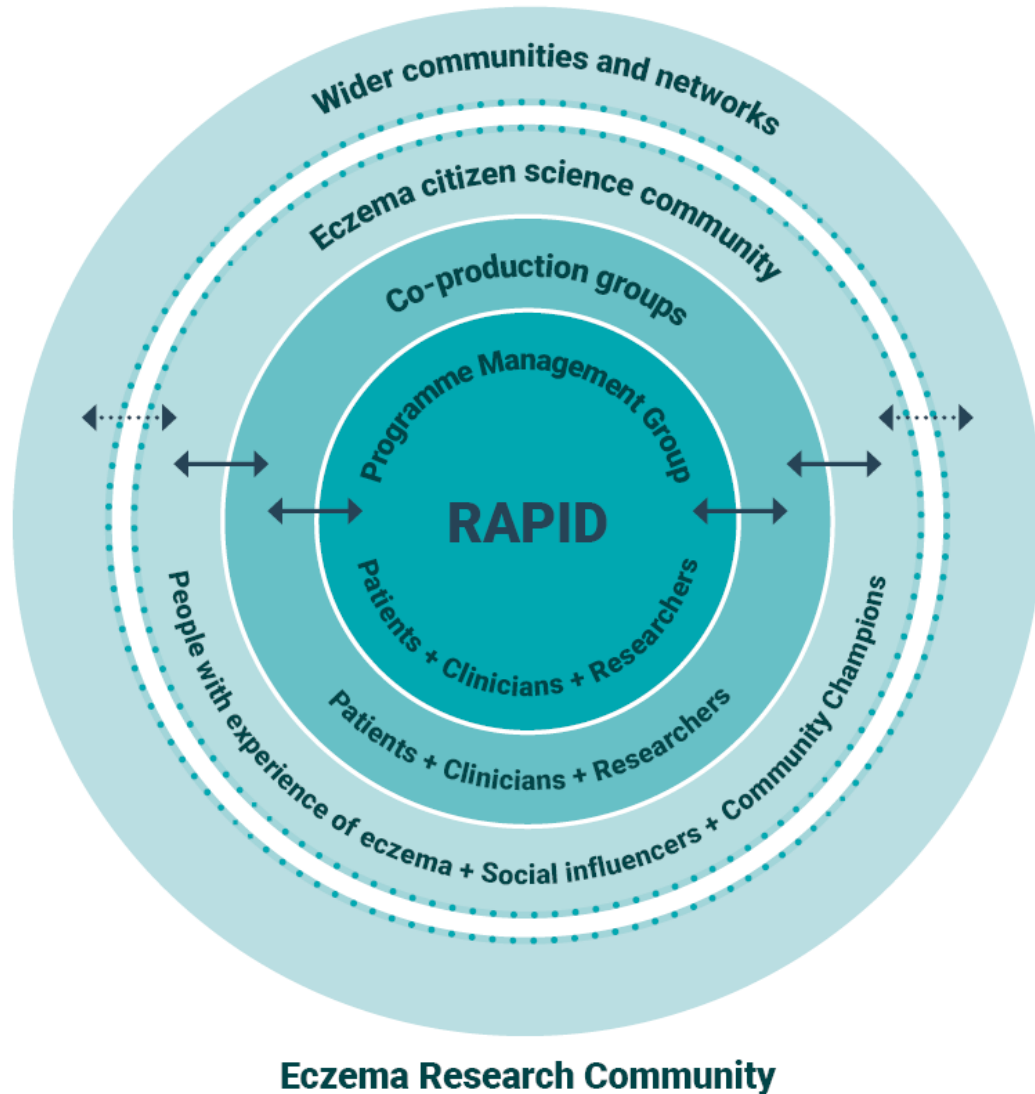 Wider communities and networks
Eczema citizen science community
Co-production groups
Programme Management Group
RAPID
Patients + Clinicians + Researchers
Patients + Clinicians + Researchers
People with experience of eczema + Social influencers + Community Champions
Eczema Research Community